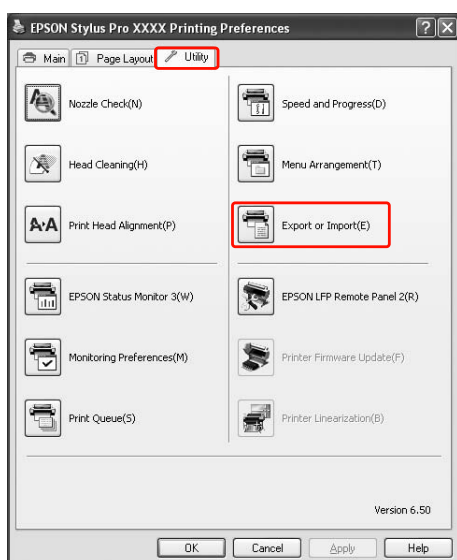 EPSON Stylus Pro XXXX Printing Preferences
Main Page Layout Utility
Nozzle Check(N)
Speed and Progress(D)
Head Cleaning(H)
Menu Arrangement(T)
Print Head Alignment(P)
Export or Import(E)
EPSON Status Monitor 3(W)
EPSON LFP Remote Panel 2(R)
Monitoring Preferences(M)
Printer Firmware Update(F)
Print Queue(S)
Printer Linearization(B)
Version 6.50
OK Cancel Apply Help